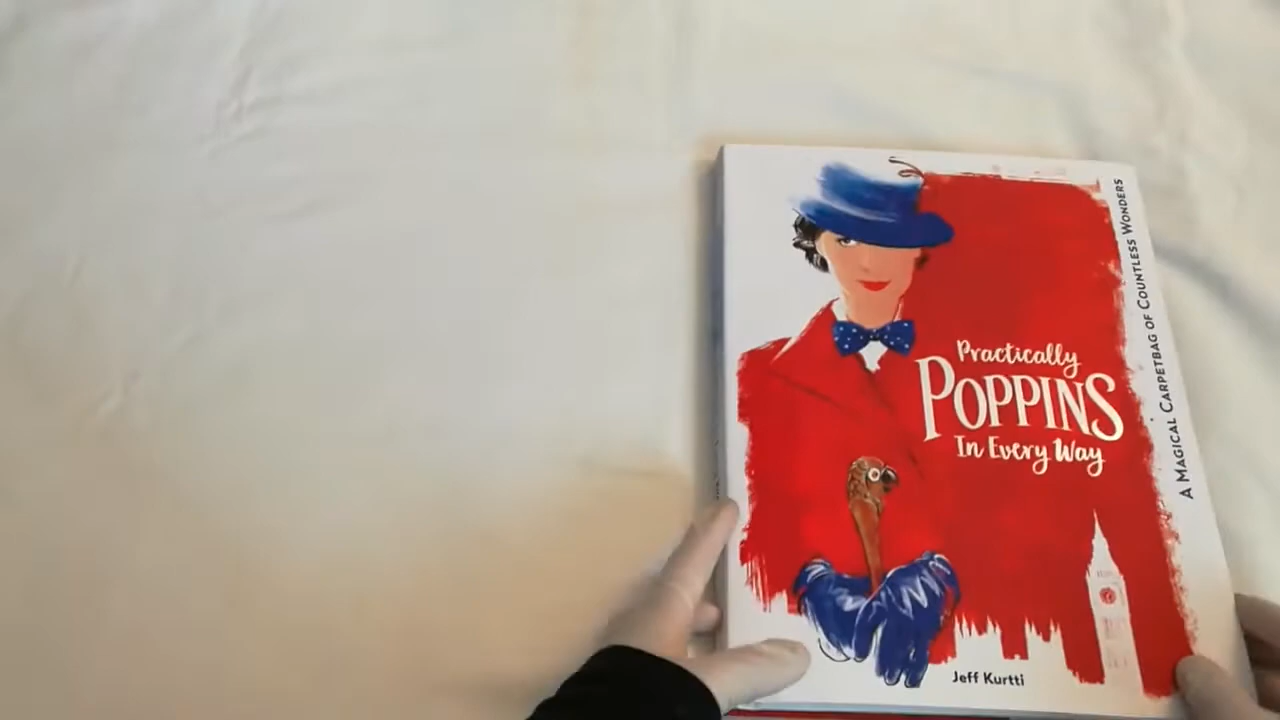 Practically
POPPINS
In Every Way
A MAGICAL CARPETBAG OF COUNTLESS WONDERS
Jeff Kurtti